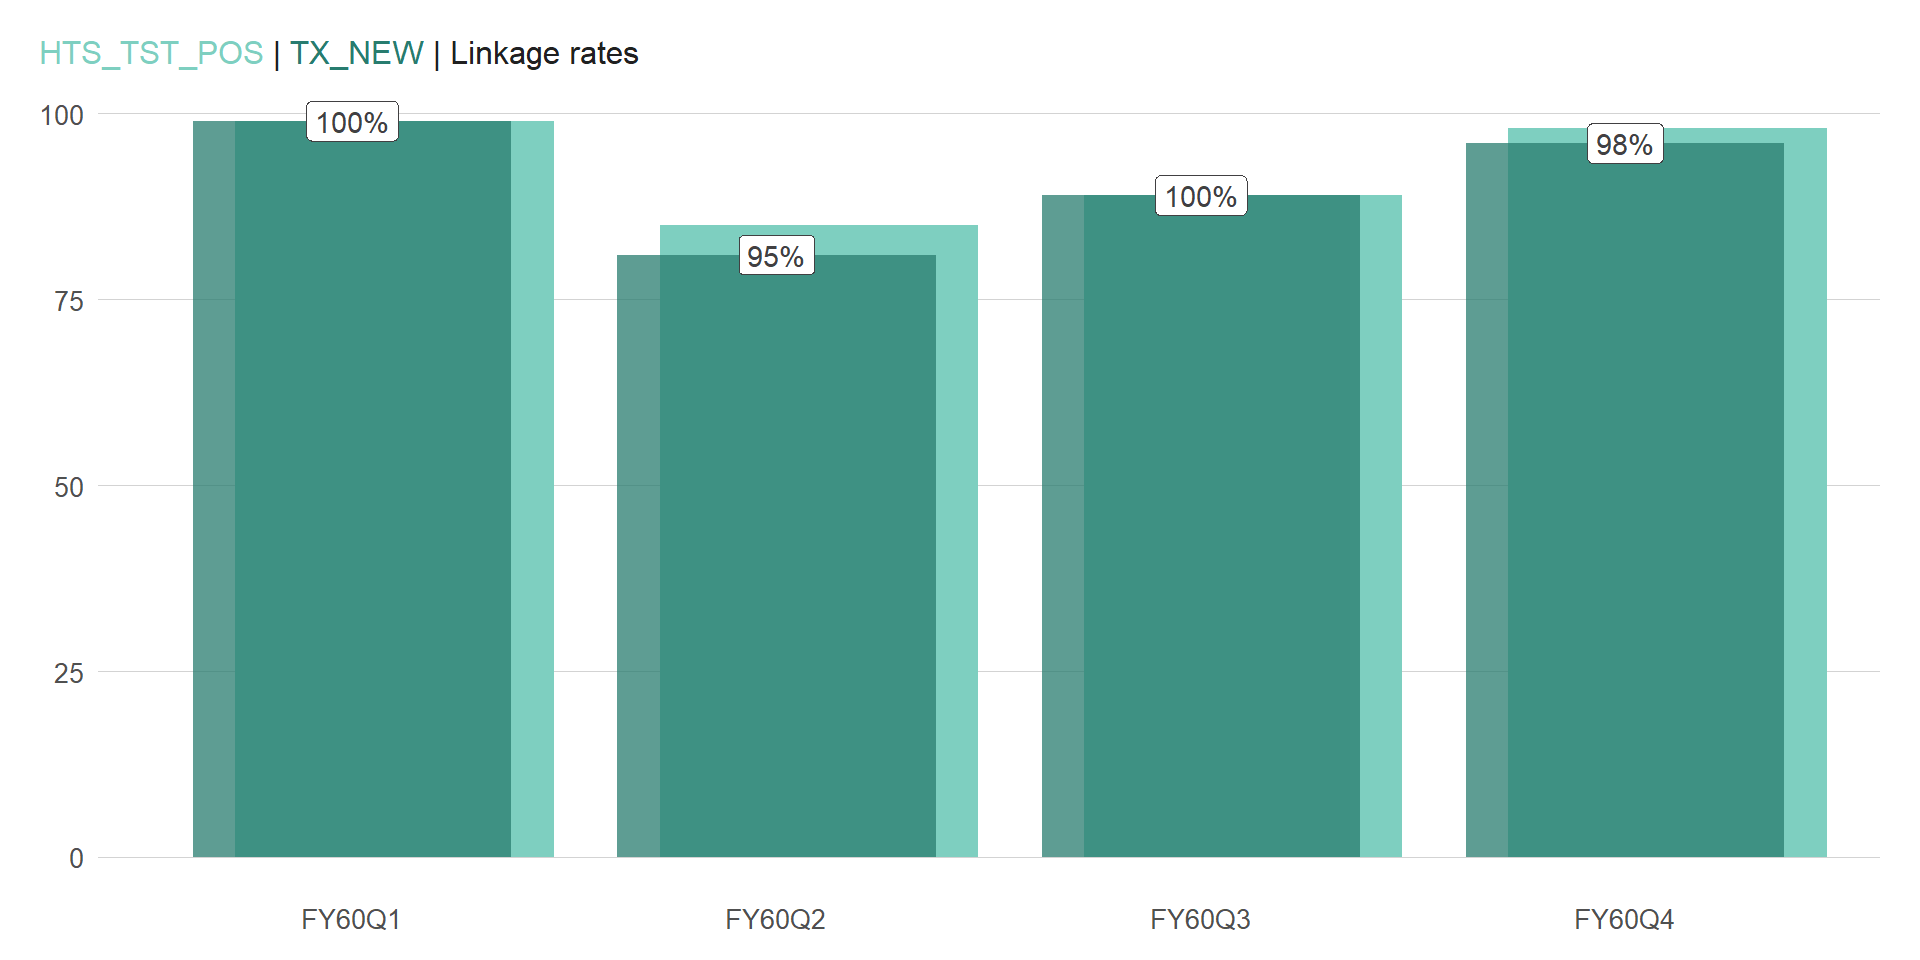 HTS_TST_POS | TX_NEW | Linkage rates
100
75
50
25
0
100%
95%
100%
98%
FY60Q1
FY60Q2
FY60Q3
FY60Q4